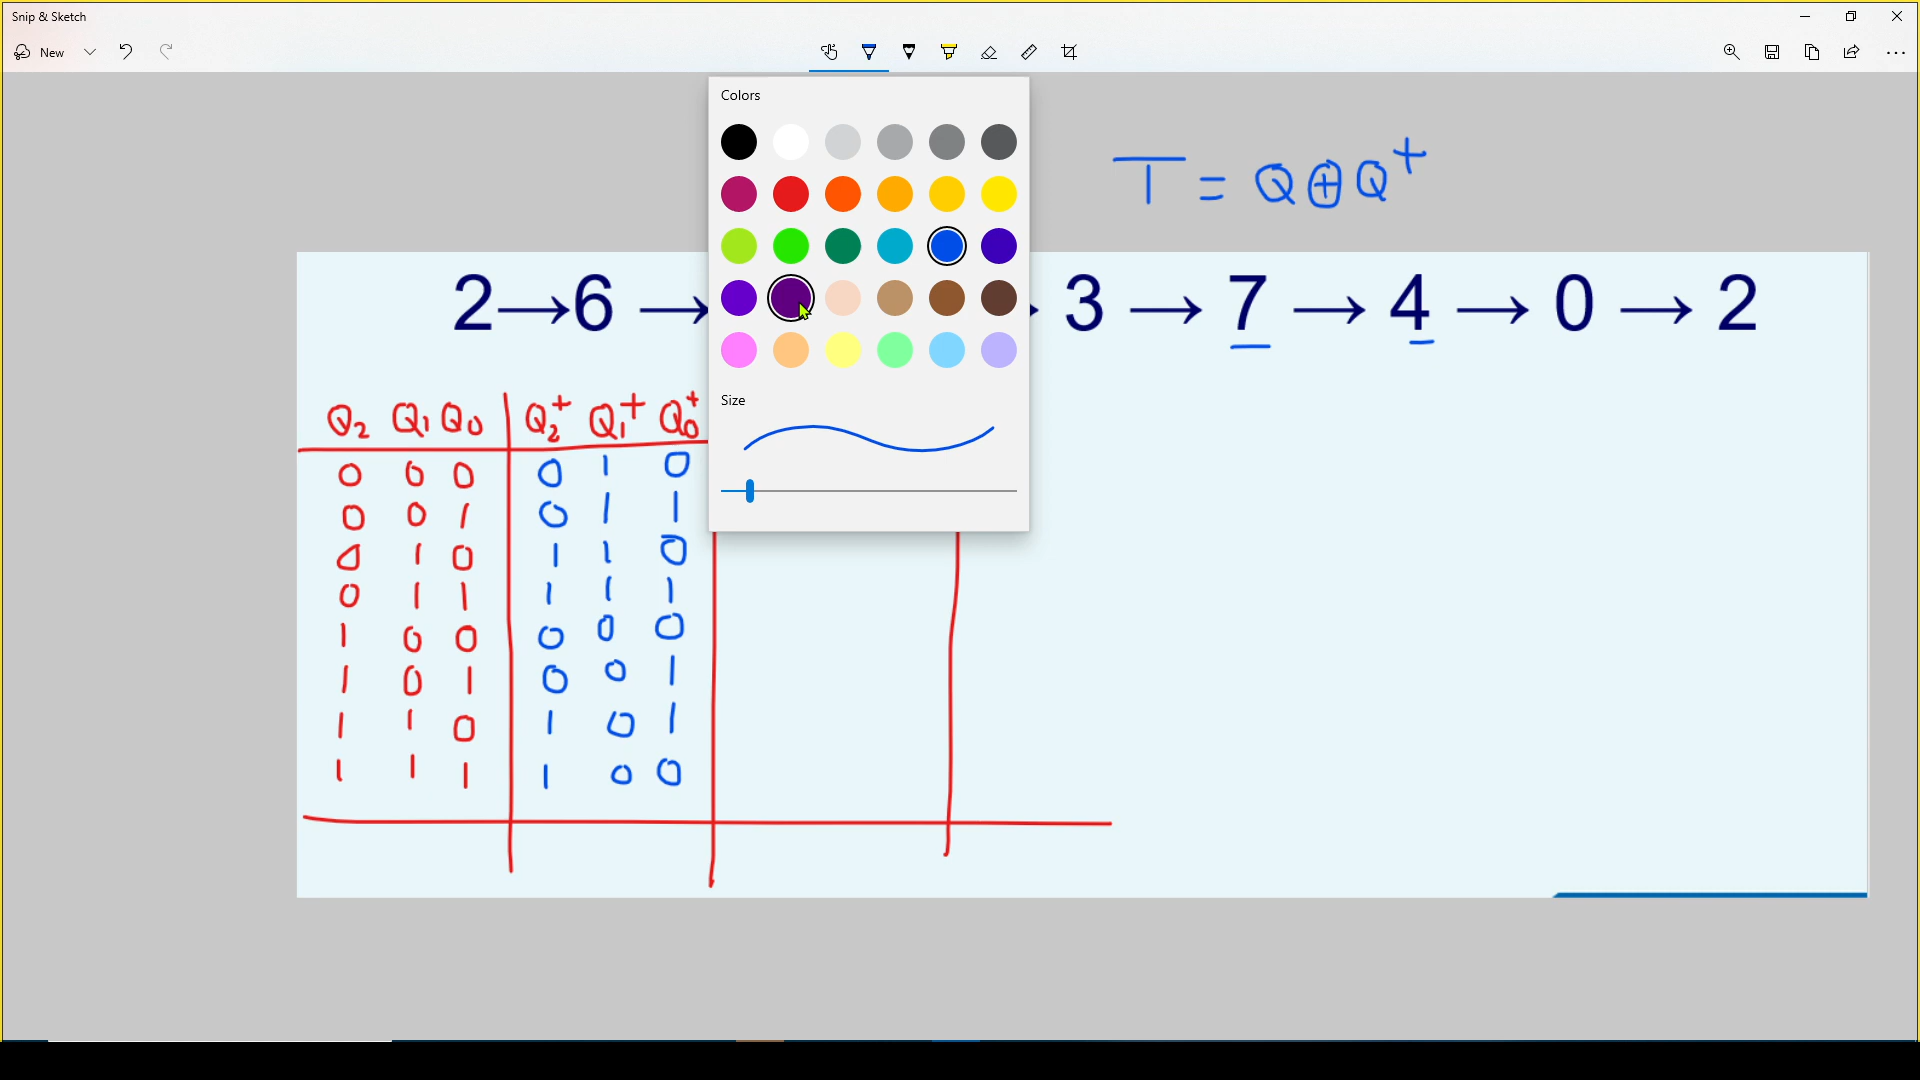 Snip & Sketch
New
Colors
T = Q ⊕ Q⁺
2→6 → → 3 → 7 → 4 → 0 → 2
Size
Q₂ Q₁ Q₀ Q₂⁺ Q₁⁺ Q₀⁺
0 0 0 0 1 0
0 0 1 0 1 1
0 1 0 1 1 0
0 1 1 1 1 1
1 0 0 0 0 0
1 0 1 0 0 1
1 1 0 1 0 1
1 1 1 1 0 0